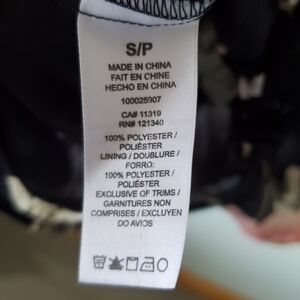 S/P
MADE IN CHINA
FAIT EN CHINE
HECHO EN CHINA
100025907
CA# 11319
RN# 121340
100% POLYESTER /
POLIÉSTER
LINING / DOUBLURE /
FORRO:
100% POLYESTER /
POLIÉSTER
EXCLUSIVE OF TRIMS /
GARNITURES NON
COMPRISES / EXCLUYEN
DO AVIOS